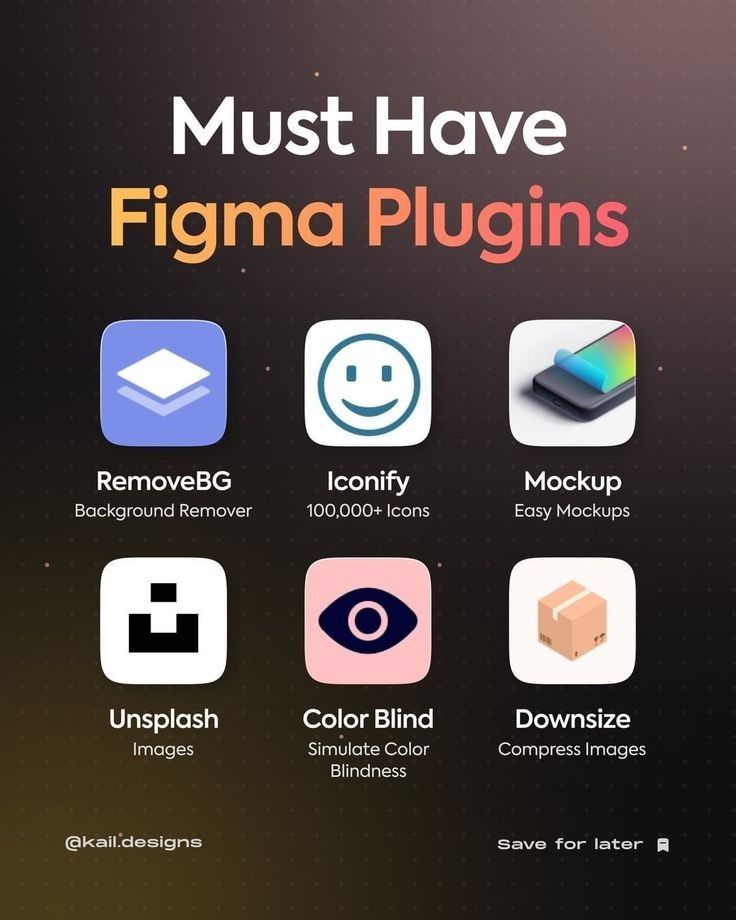 Must Have
Figma Plugins
RemoveBG
Background Remover
Iconify
100,000+ Icons
Mockup
Easy Mockups
Unsplash
Images
Color Blind
Simulate Color
Blindness
Downsize
Compress Images
@kail.designs
Save for later